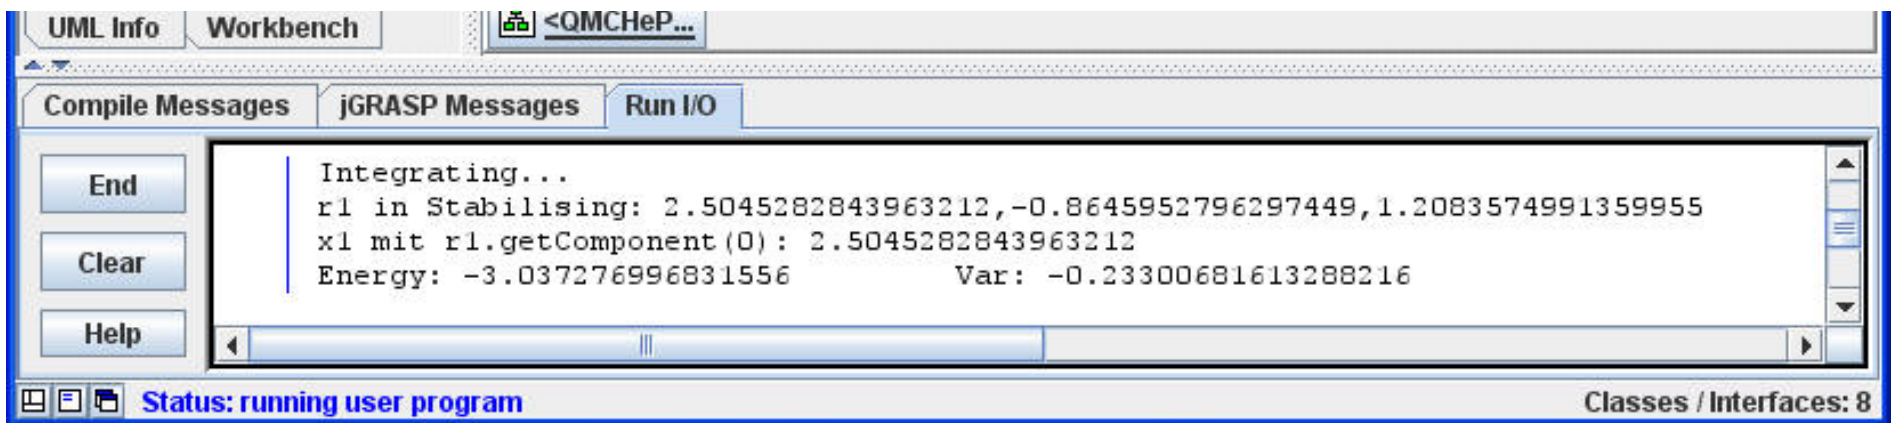 UML Info Workbench <QMCHeP...
Compile Messages jGRASP Messages Run I/O
End
Clear
Help
Integrating...
r1 in Stabilising: 2.5045282843963212,-0.8645952796297449,1.2083574991359955
x1 mit r1.getComponent(0): 2.5045282843963212
Energy: -3.037276996831556 Var: -0.23300681613288216
Status: running user program Classes / Interfaces: 8